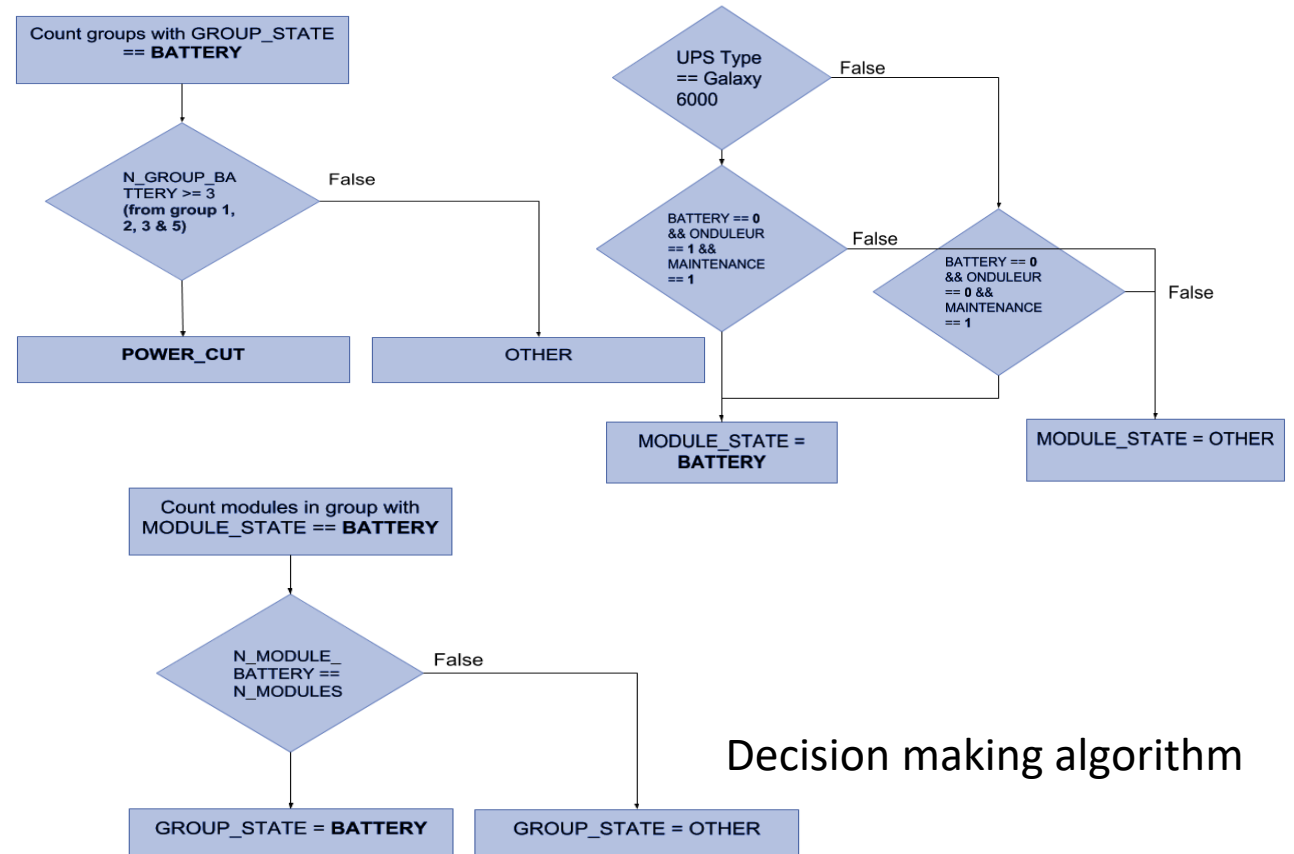 Count groups with GROUP_STATE
== BATTERY
N_GROUP_BA
TTERY >= 3
(from group 1,
2, 3 & 5)
False
POWER_CUT
OTHER
UPS Type
== Galaxy
6000
False
BATTERY == 0
&& ONDULEUR
== 1 &&
MAINTENANCE
== 1
False
BATTERY == 0
&& ONDULEUR
== 0 &&
MAINTENANCE
== 1
False
MODULE_STATE =
BATTERY
MODULE_STATE = OTHER
Count modules in group with
MODULE_STATE == BATTERY
N_MODULE_
BATTERY ==
N_MODULES
False
GROUP_STATE = BATTERY
GROUP_STATE = OTHER
Decision making algorithm